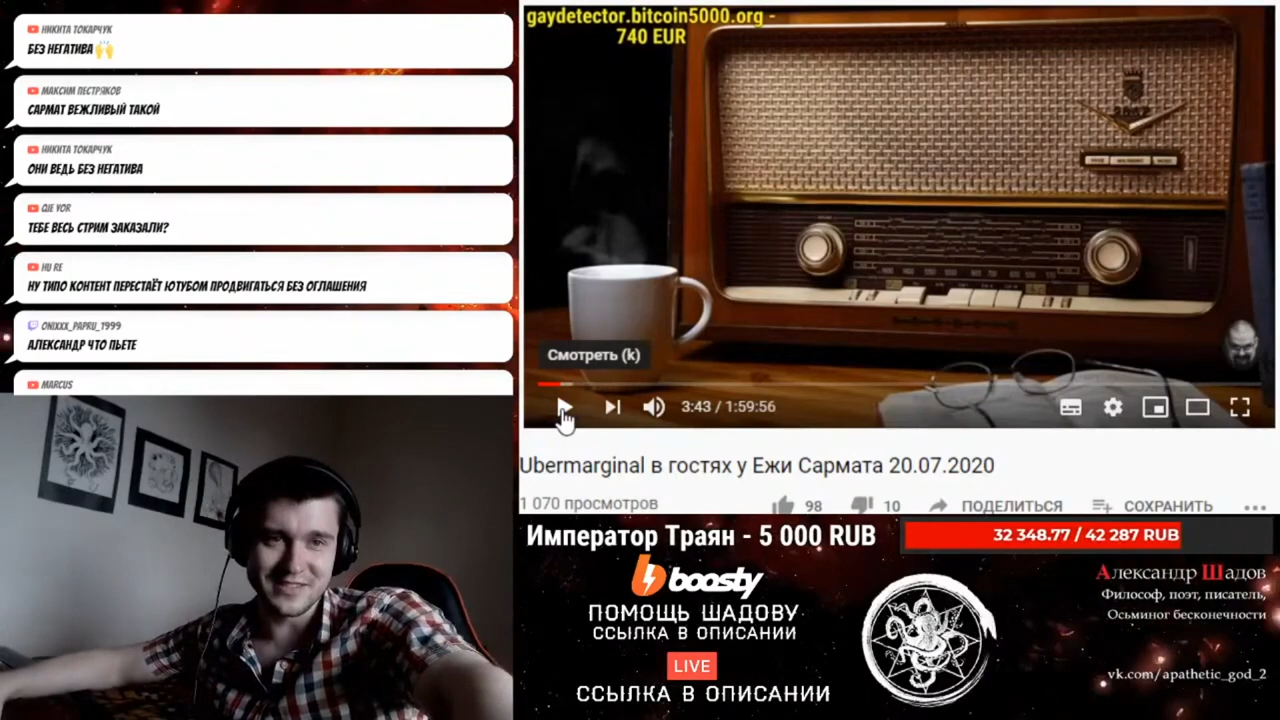 НИКИТА ТОКАРЧУК
БЕЗ НЕГАТИВА
МАКСИМ ПЕСТРЯКОВ
САРМАТ ВЕЖЛИВЫЙ ТАКОЙ
НИКИТА ТОКАРЧУК
ОНИ ВЕДЬ БЕЗ НЕГАТИВА
QIE YOR
ТЕБЕ ВЕСЬ СТРИМ ЗАКАЗАЛИ?
HU RE
НУ ТИПО КОНТЕНТ ПЕРЕСТАЁТ ЮТУБОМ ПРОДВИГАТЬСЯ БЕЗ ОГЛАШЕНИЯ
ONIXXX_PAPRU_1999
АЛЕКСАНДР ЧТО ПЬЕТЕ
MARCUS
gaydetector.bitcoin5000.org -
740 EUR
Смотреть (k)
3:43 / 1:59:56
Ubermarginal в гостях у Ежи Сармата 20.07.2020
1 070 просмотров
98
10
ПОДЕЛИТЬСЯ
СОХРАНИТЬ
Император Траян - 5 000 RUB
32 348.77 / 42 287 RUB
boosty
ПОМОЩЬ ШАДОВУ
ССЫЛКА В ОПИСАНИИ
LIVE
ССЫЛКА В ОПИСАНИИ
Александр Шадов
Философ, поэт, писатель,
Осьминог бесконечности
vk.com/apathetic_god_2